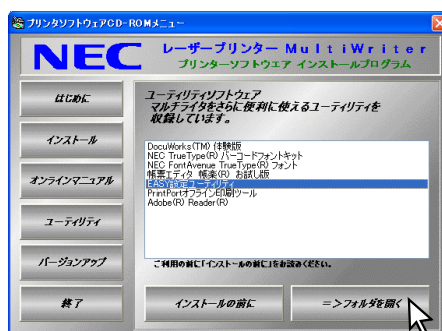 プリンタソフトウェアCD-ROMメニュー
NEC
レーザープリンター MultiWriter
プリンターソフトウエア インストールプログラム
はじめに
インストール
オンラインマニュアル
ユーティリティ
バージョンアップ
終了
ユーティリティソフトウェア
マルチライタをさらに便利に使えるユーティリティを
収録しています。
DocuWorks(TM) 体験版
NEC TrueType(R) バーコードフォントキット
NEC FontAvenue TrueType(R) フォント
帳票エディタ 帳楽(R) お試し版
EASY設定ユーティリティ
PrintPortオフライン印刷ツール
Adobe(R) Reader(R)
ご利用の前に「インストールの前に」をお読みください。
インストールの前に
=>フォルダを開く